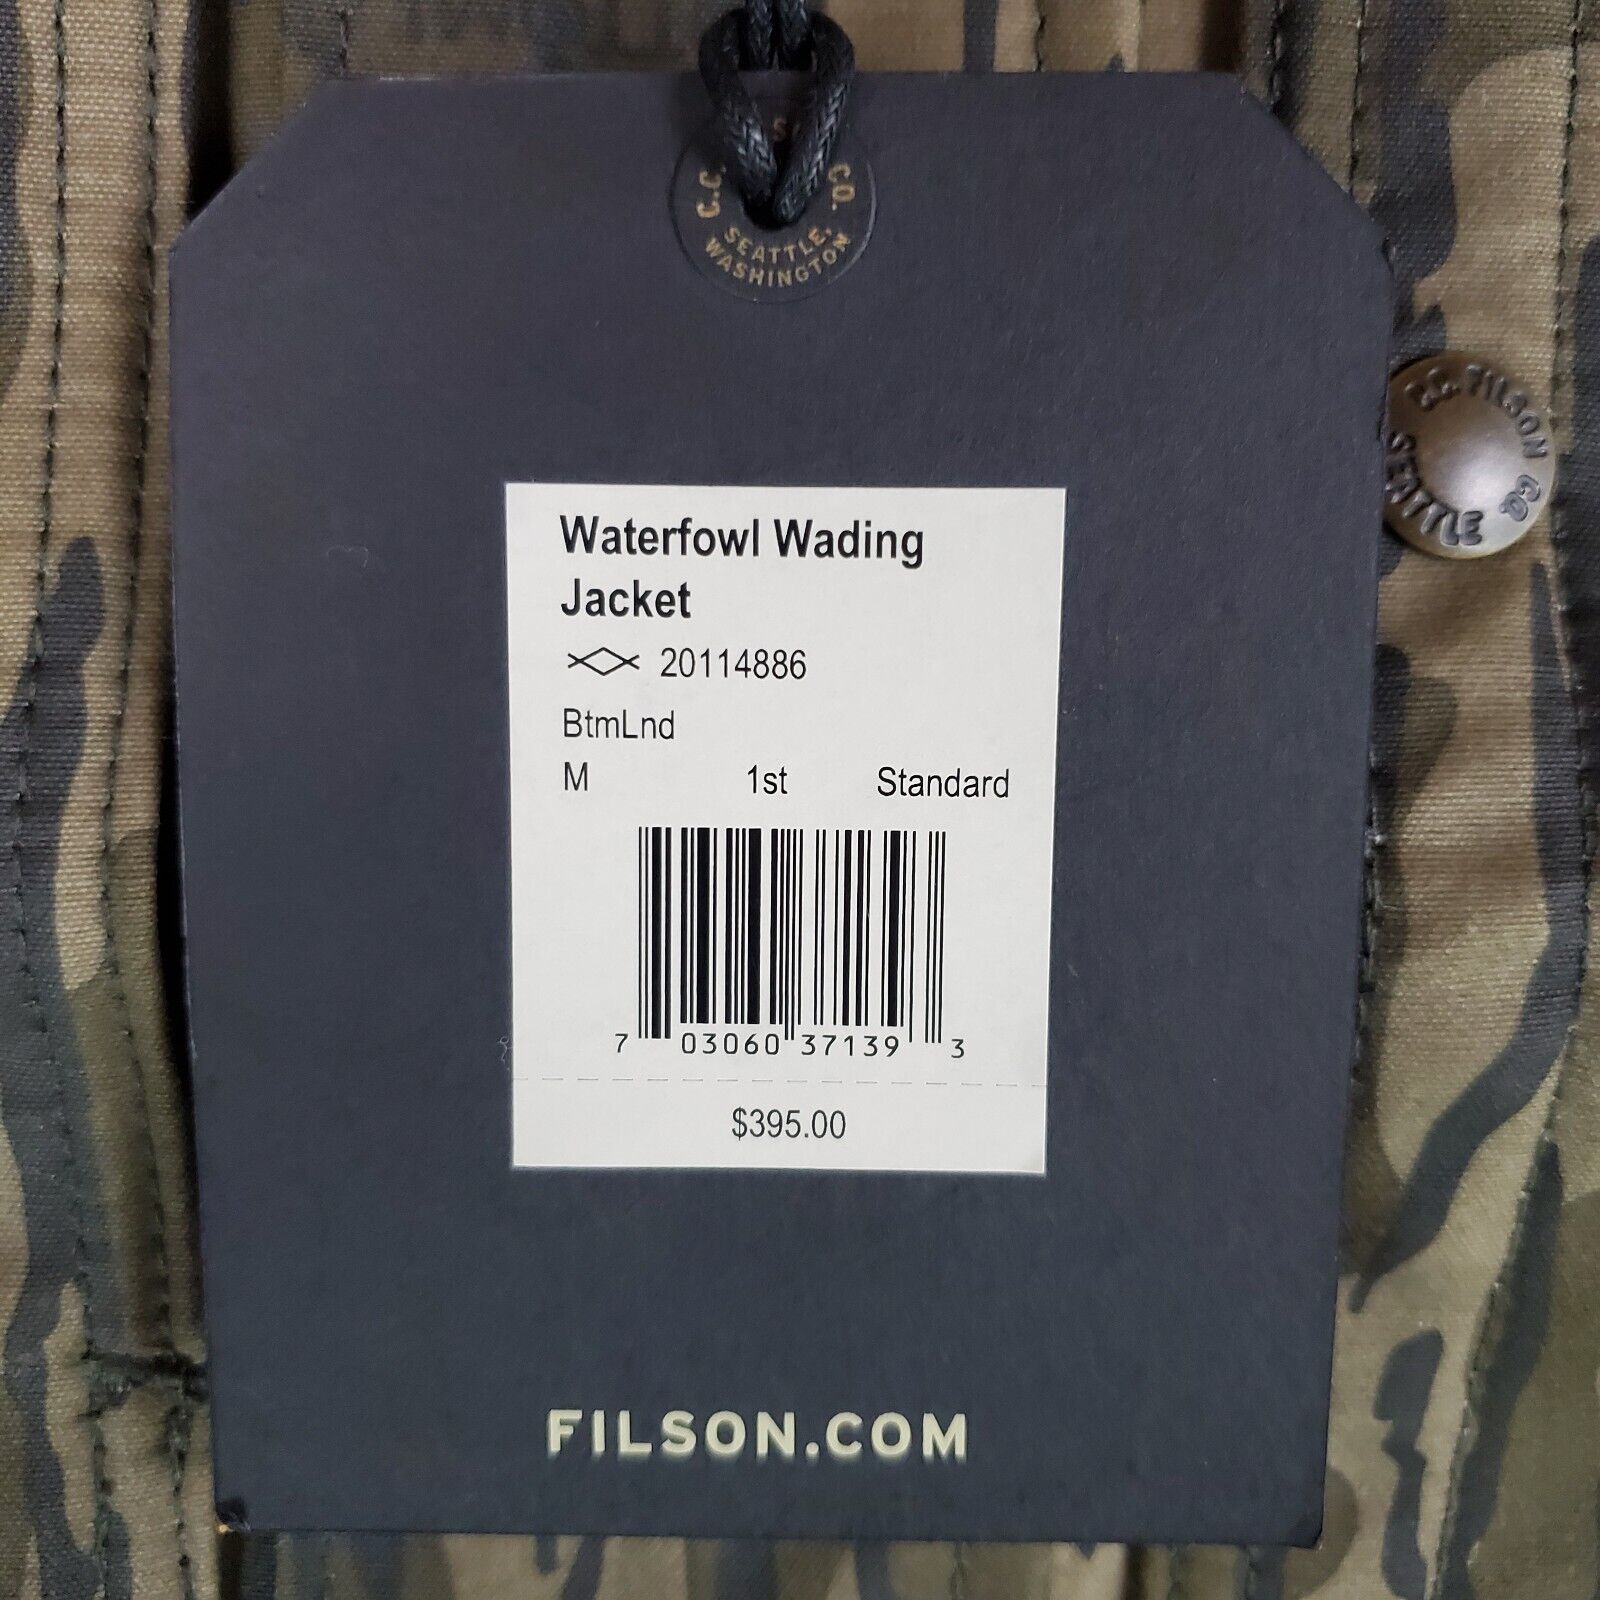 C.C. CO.
SEATTLE,
WASHINGTON
C.C. FILSON CO.
SEATTLE
Waterfowl Wading
Jacket
20114886
BtmLnd
M 1st Standard
7 03060 37139 3
$395.00
FILSON.COM